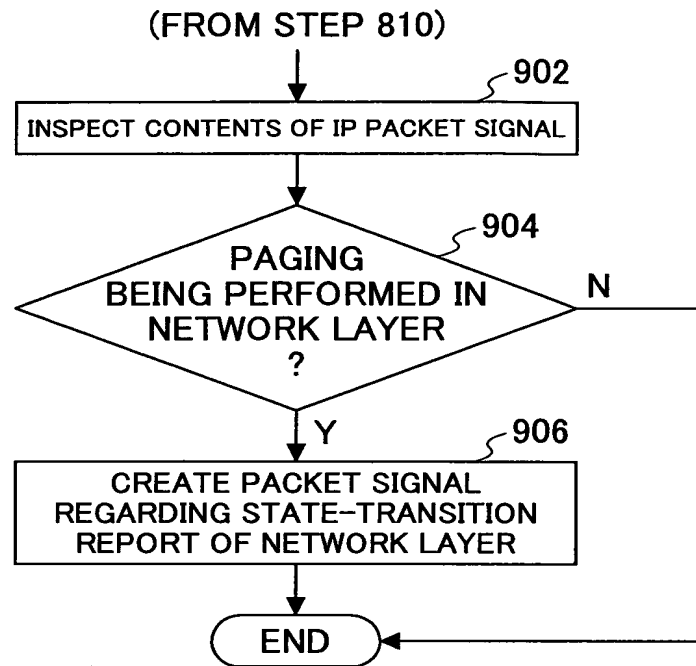 (FROM STEP 810)
902
INSPECT CONTENTS OF IP PACKET SIGNAL
904
PAGING
BEING PERFORMED IN
NETWORK LAYER
?
N
Y
906
CREATE PACKET SIGNAL
REGARDING STATE-TRANSITION
REPORT OF NETWORK LAYER
END